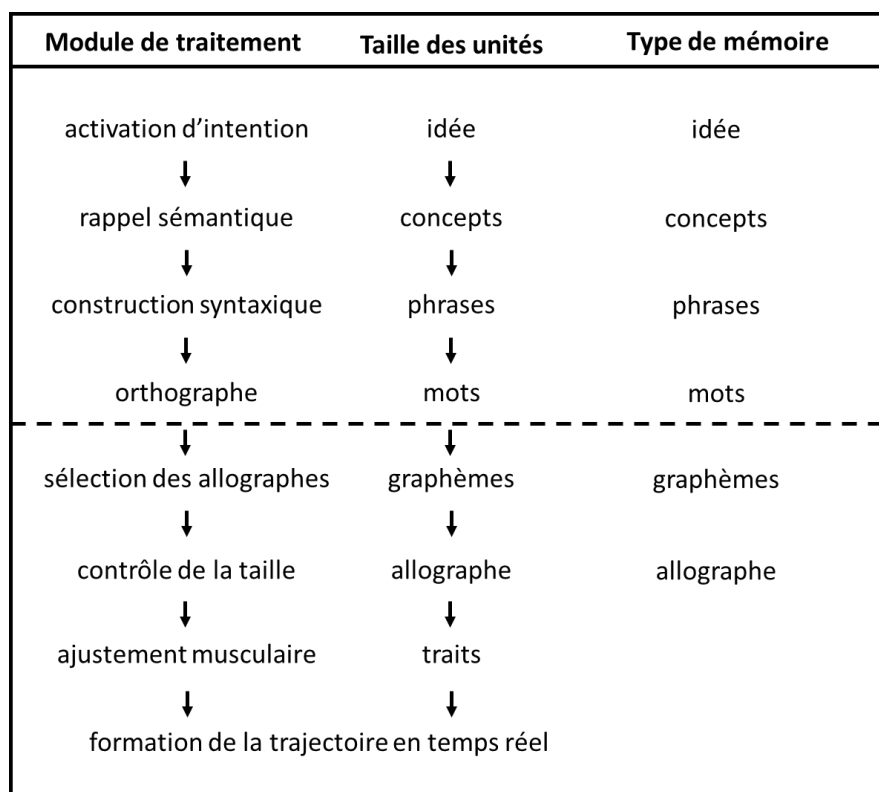 Module de traitement Taille des unités Type de mémoire
activation d'intention idée idée
rappel sémantique concepts concepts
construction syntaxique phrases phrases
orthographe mots mots
sélection des allographes graphèmes graphèmes
contrôle de la taille allographe allographe
ajustement musculaire traits
formation de la trajectoire en temps réel